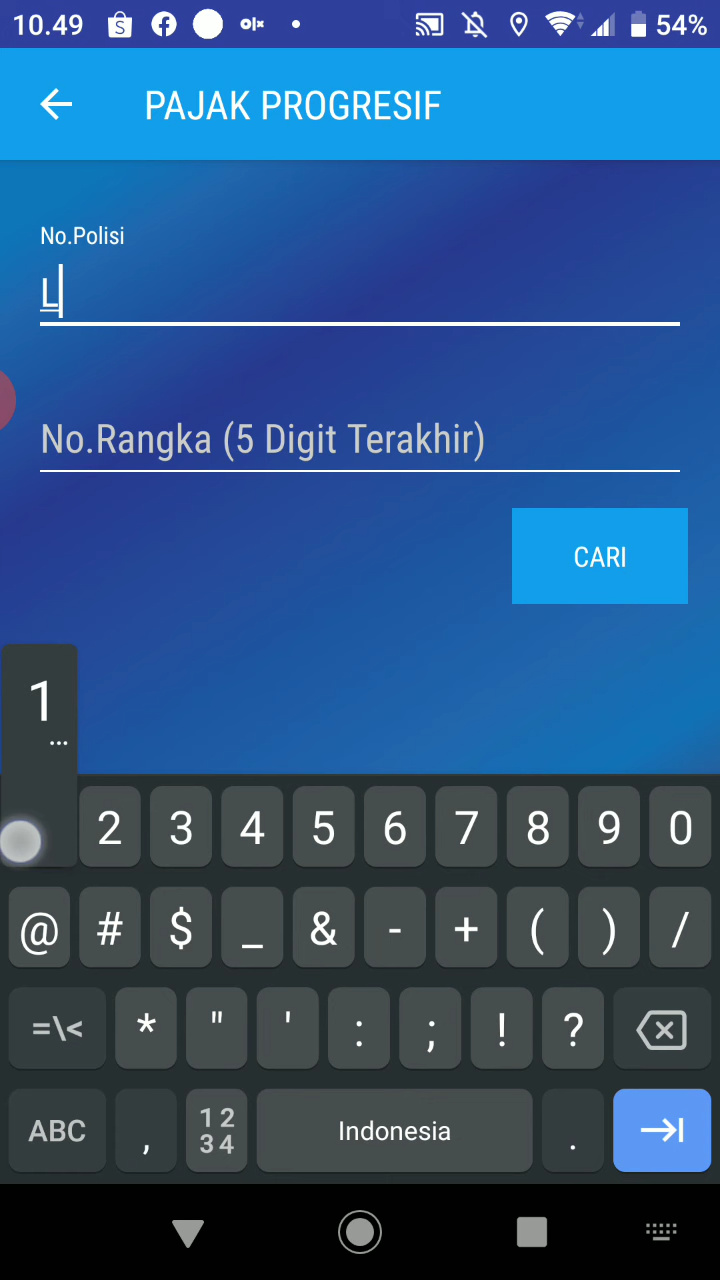 10.49 S olx 54%
PAJAK PROGRESIF
No.Polisi
L
No.Rangka (5 Digit Terakhir)
CARI
1
...
2 3 4 5 6 7 8 9 0
@ # $ _ & - + ( ) /
=\< * " ' : ; ! ?
ABC , 12 34 Indonesia .